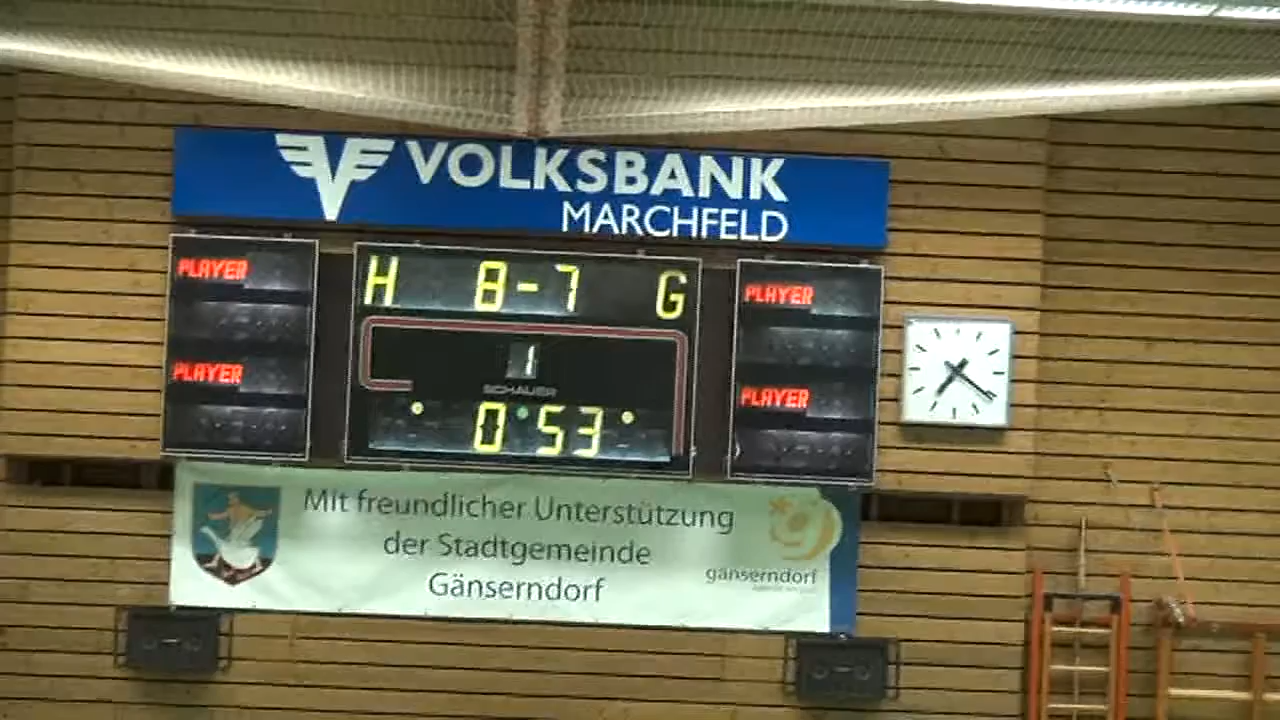 VOLKSBANK
MARCHFELD
PLAYER
H 8-7 G
PLAYER
1
SCHAUER
PLAYER
0:53
PLAYER
Mit freundlicher Unterstützung
der Stadtgemeinde
Gänserndorf
gänserndorf